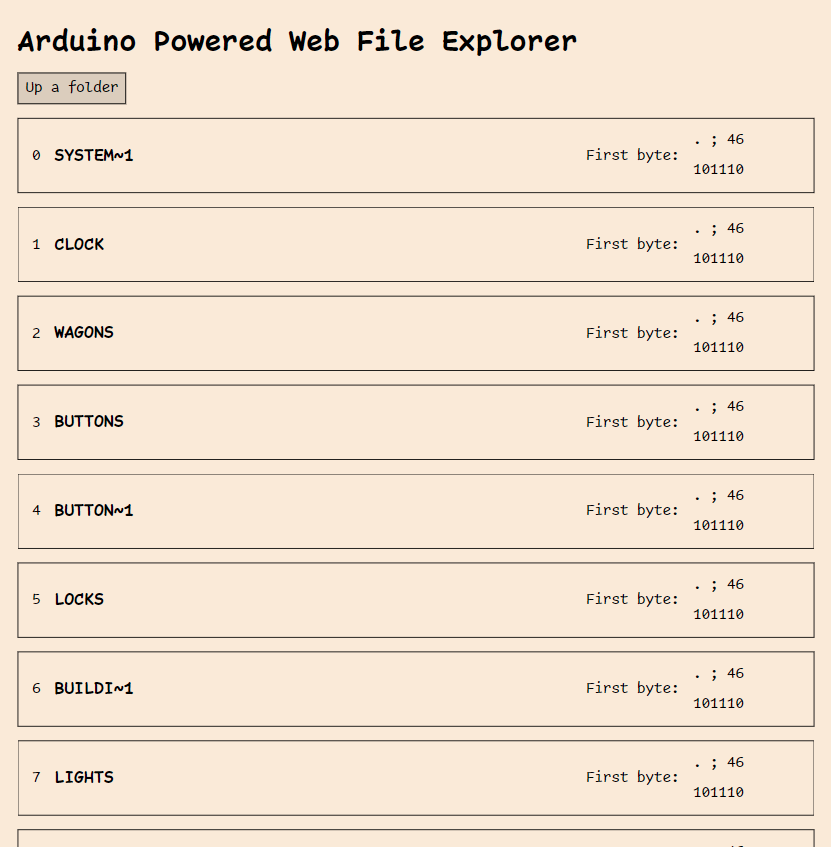 Arduino Powered Web File Explorer
Up a folder
0 SYSTEM~1 First byte: . ; 46
101110
1 CLOCK First byte: . ; 46
101110
2 WAGONS First byte: . ; 46
101110
3 BUTTONS First byte: . ; 46
101110
4 BUTTON~1 First byte: . ; 46
101110
5 LOCKS First byte: . ; 46
101110
6 BUILDI~1 First byte: . ; 46
101110
7 LIGHTS First byte: . ; 46
101110